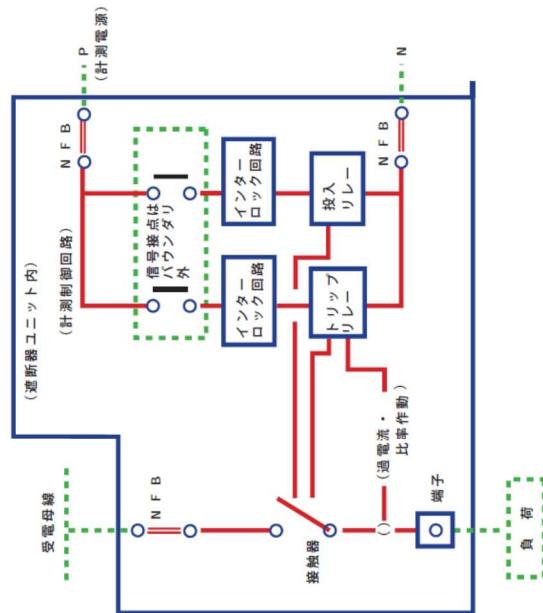 受電母線
(遮断器ユニット内)
(計測制御回路)
NFB
P
(計測電源)
NFB
信号接点は
バウンダリ
外
インター
ロック回路
インター
ロック回路
接触器
トリップ
リレー
投入
リレー
(過電流・
比率作動)
( )
端子
NFB
N
負荷